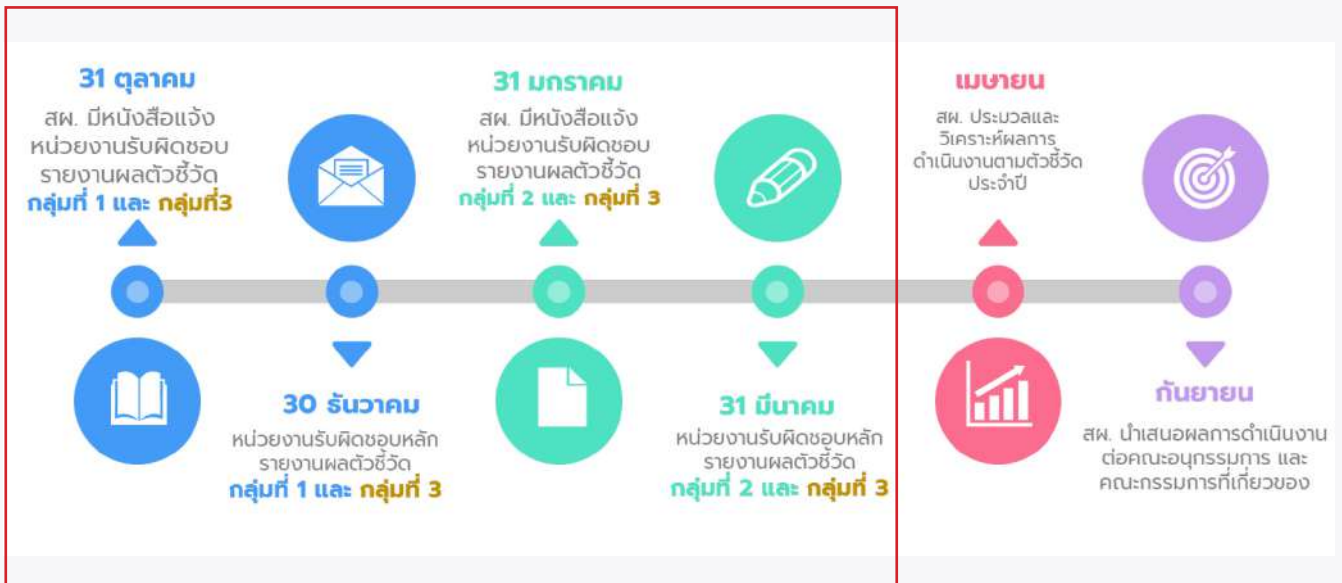 31 ตุลาคม
สผ. มีหนังสือแจ้ง
หน่วยงานรับผิดชอบ
รายงานผลตัวชี้วัด
กลุ่มที่ 1 และ กลุ่มที่3
30 ธันวาคม
หน่วยงานรับผิดชอบหลัก
รายงานผลตัวชี้วัด
กลุ่มที่ 1 และ กลุ่มที่ 3
31 มกราคม
สผ. มีหนังสือแจ้ง
หน่วยงานรับผิดชอบ
รายงานผลตัวชี้วัด
กลุ่มที่ 2 และ กลุ่มที่ 3
31 มีนาคม
หน่วยงานรับผิดชอบหลัก
รายงานผลตัวชี้วัด
กลุ่มที่ 2 และ กลุ่มที่ 3
เมษายน
สผ. ประมวลและ
วิเคราะห์ผลการ
ดำเนินงานตามตัวชี้วัด
ประจำปี
กันยายน
สผ. นำเสนอผลการดำเนินงาน
ต่อคณะอนุกรรมการ และ
คณะกรรมการที่เกี่ยวของ